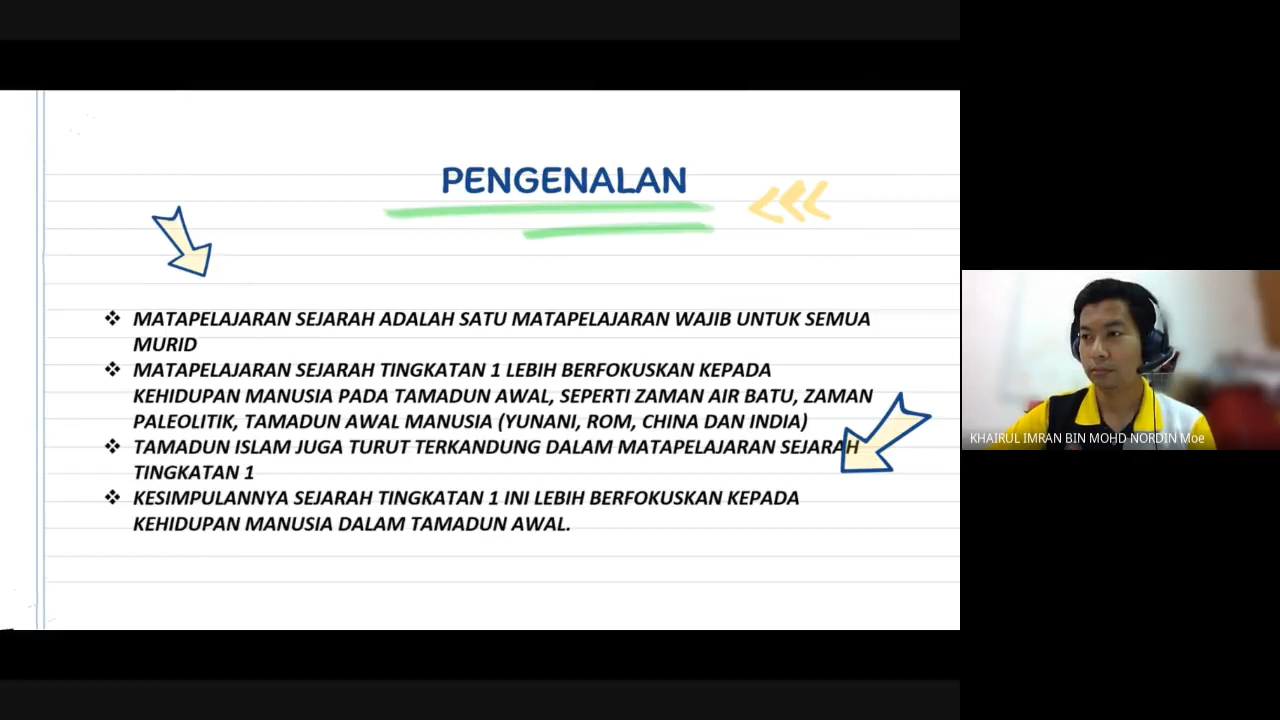 PENGENALAN
❖ MATAPELAJARAN SEJARAH ADALAH SATU MATAPELAJARAN WAJIB UNTUK SEMUA
MURID
❖ MATAPELAJARAN SEJARAH TINGKATAN 1 LEBIH BERFOKUSKAN KEPADA
KEHIDUPAN MANUSIA PADA TAMADUN AWAL, SEPERTI ZAMAN AIR BATU, ZAMAN
PALEOLITIK, TAMADUN AWAL MANUSIA (YUNANI, ROM, CHINA DAN INDIA)
❖ TAMADUN ISLAM JUGA TURUT TERKANDUNG DALAM MATAPELAJARAN SEJARAH
TINGKATAN 1
❖ KESIMPULANNYA SEJARAH TINGKATAN 1 INI LEBIH BERFOKUSKAN KEPADA
KEHIDUPAN MANUSIA DALAM TAMADUN AWAL.
KHAIRUL IMRAN BIN MOHD NORDIN Moe